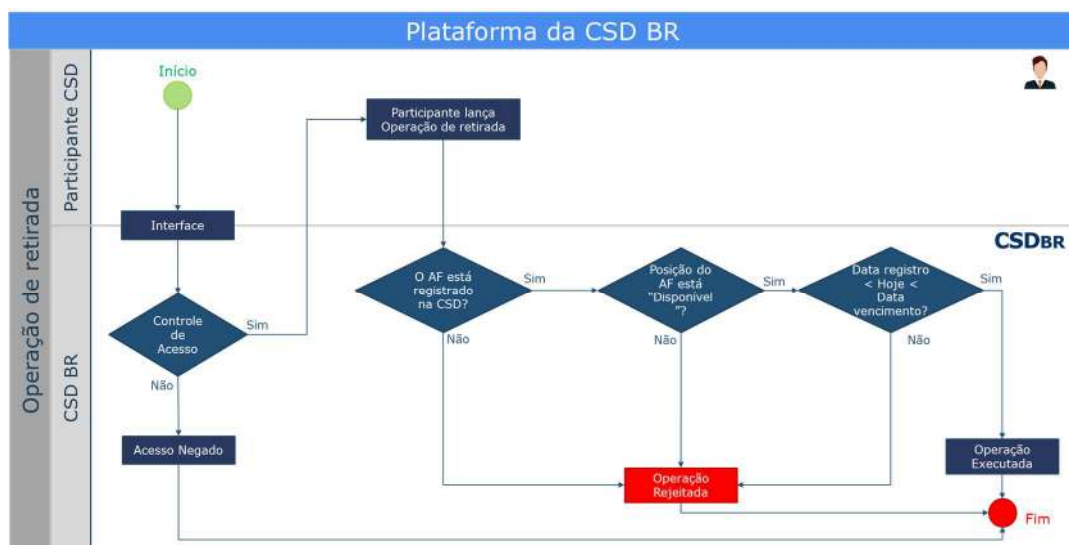 Plataforma da CSD BR
Operação de retirada
Participante CSD
CSD BR
Início
Participante lança
Operação de retirada
Interface
CSDBR
O AF está
registrado
na CSD?
Sim
Posição do
AF está
"Disponível
"?
Sim
Data registro
< Hoje <
Data
vencimento?
Sim
Controle
de
Acesso
Sim
Não
Não
Não
Não
Acesso Negado
Operação
Executada
Operação
Rejeitada
Fim